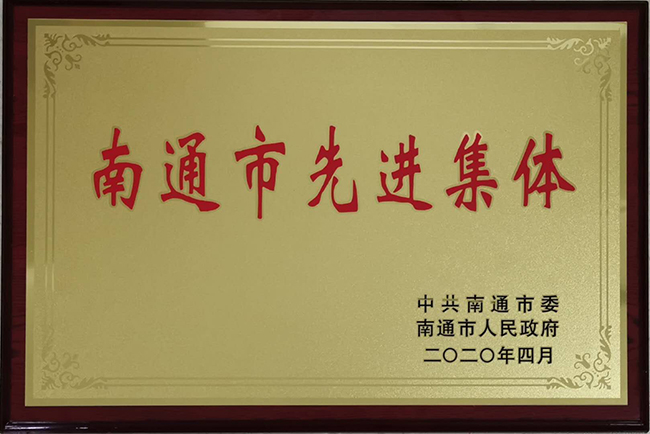 南通市先进集体
中共南通市委
南通市人民政府
二〇二〇年四月